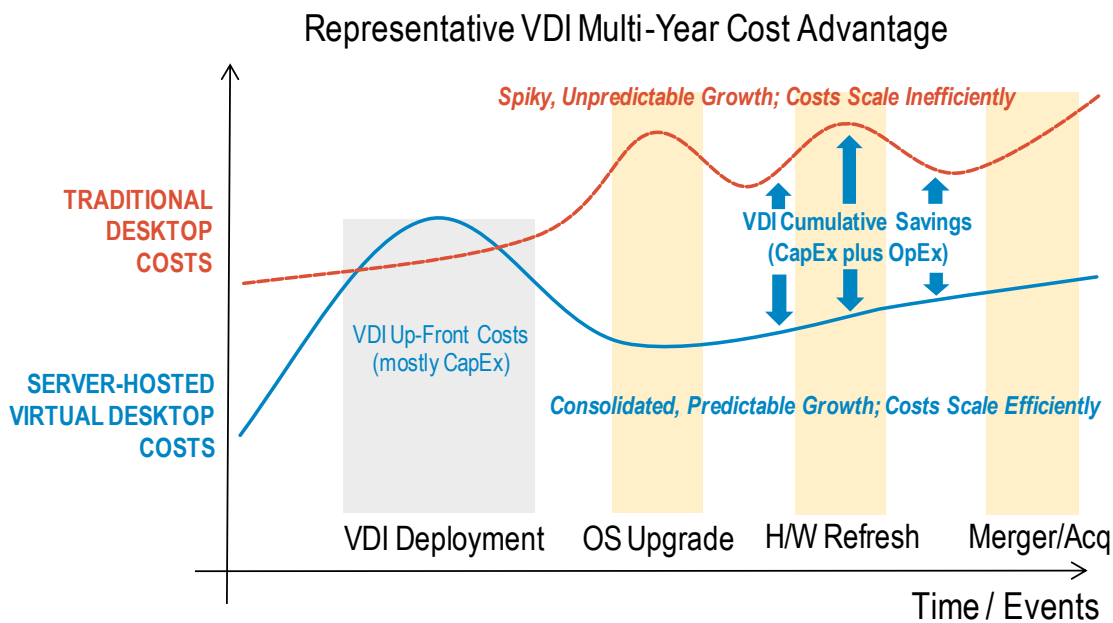 Representative VDI Multi-Year Cost Advantage
Spiky, Unpredictable Growth; Costs Scale Inefficiently
TRADITIONAL
DESKTOP
COSTS
VDI Cumulative Savings
(CapEx plus OpEx)
VDI Up-Front Costs
(mostly CapEx)
SERVER-HOSTED
VIRTUAL DESKTOP
COSTS
Consolidated, Predictable Growth; Costs Scale Efficiently
VDI Deployment
OS Upgrade
H/W Refresh
Merger/Acq
Time / Events